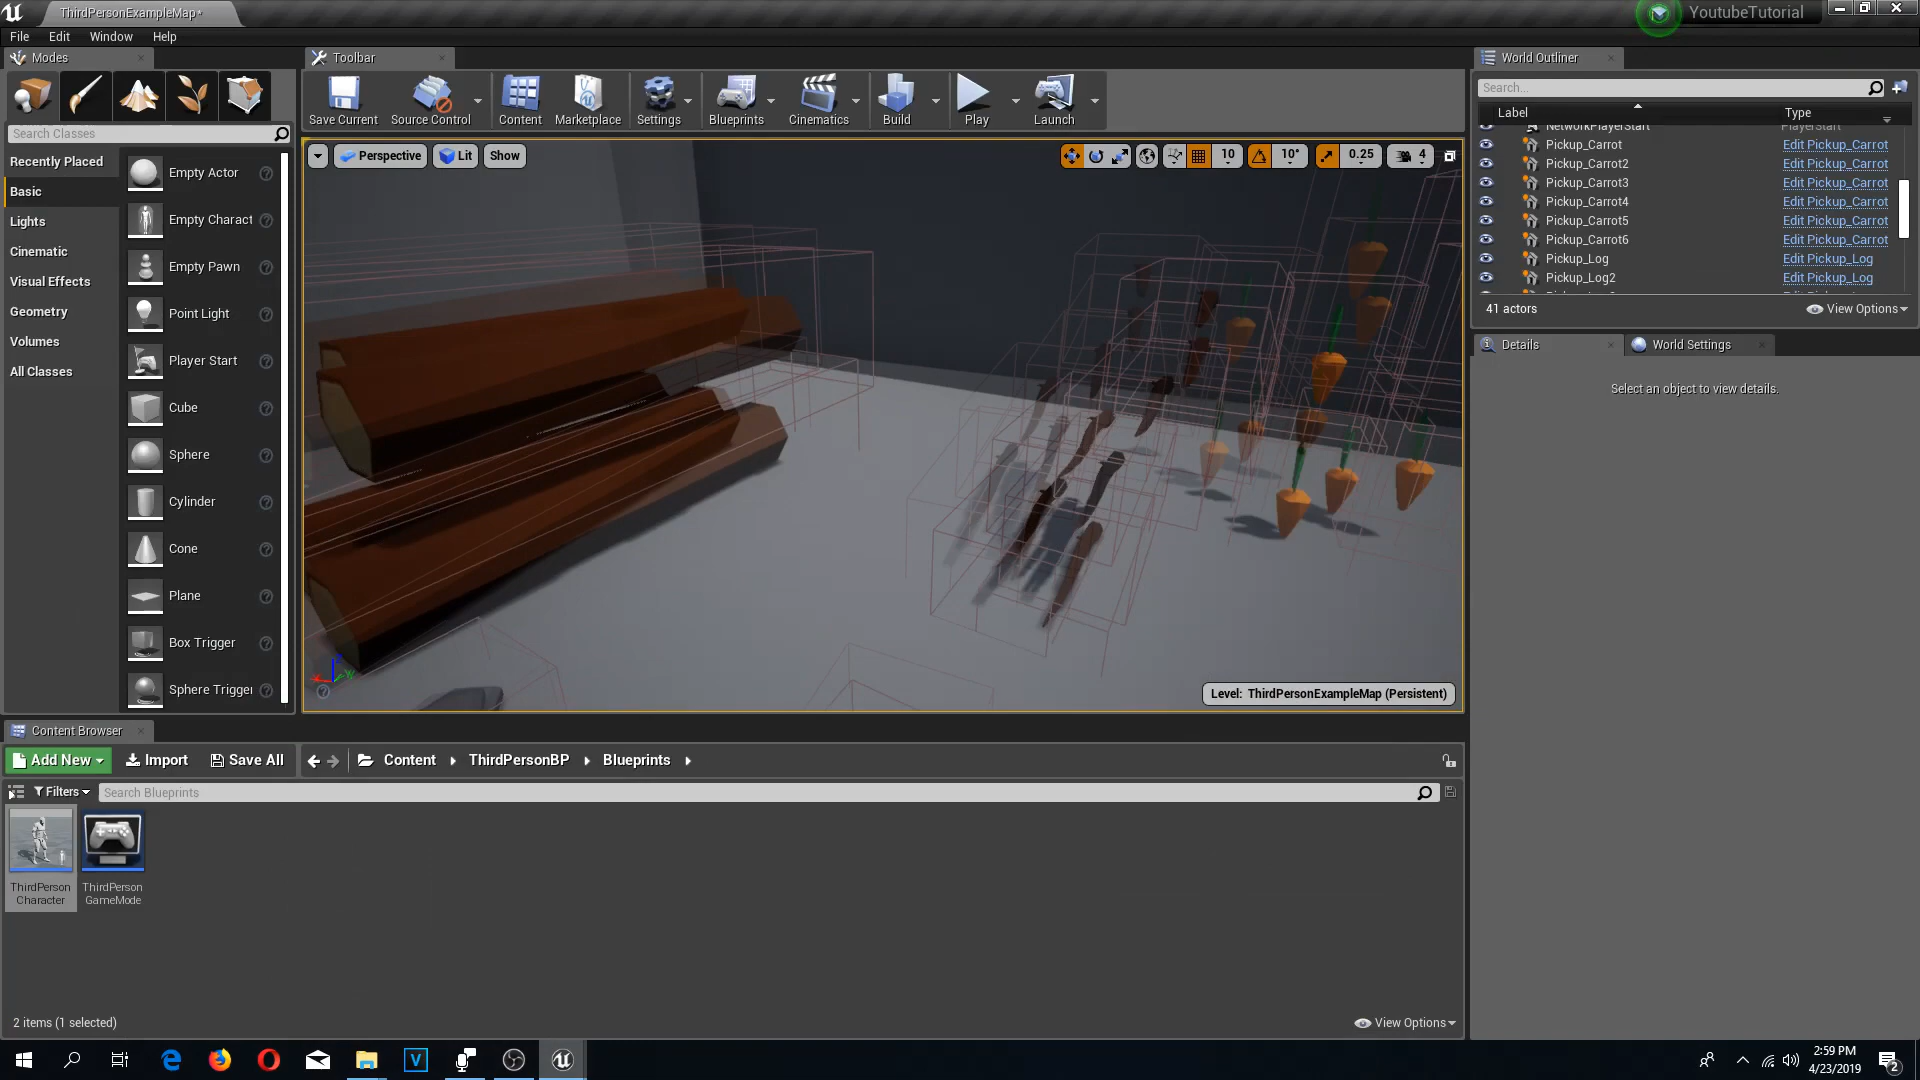 ThirdPersonExampleMap*
YoutubeTutorial
File Edit Window Help
Modes
Toolbar
World Outliner
Search...
Save Current
Source Control
Content
Marketplace
Settings
Blueprints
Cinematics
Build
Play
Launch
Search Classes
Label
Type
NetworkPlayerStart PlayerStart
Pickup_Carrot Edit Pickup_Carrot
Pickup_Carrot2 Edit Pickup_Carrot
Pickup_Carrot3 Edit Pickup_Carrot
Pickup_Carrot4 Edit Pickup_Carrot
Pickup_Carrot5 Edit Pickup_Carrot
Pickup_Carrot6 Edit Pickup_Carrot
Pickup_Log Edit Pickup_Log
Pickup_Log2 Edit Pickup_Log
41 actors
View Options
Details
World Settings
Select an object to view details.
Recently Placed
Basic
Lights
Cinematic
Visual Effects
Geometry
Volumes
All Classes
Empty Actor
Empty Charact
Empty Pawn
Point Light
Player Start
Cube
Sphere
Cylinder
Cone
Plane
Box Trigger
Sphere Trigger
Perspective
Lit
Show
10
10°
0.25
4
Level: ThirdPersonExampleMap (Persistent)
Content Browser
Add New
Import
Save All
Content
ThirdPersonBP
Blueprints
Filters
Search Blueprints
ThirdPerson
Character
ThirdPerson
GameMode
2 items (1 selected)
View Options
2:59 PM
4/23/2019
2